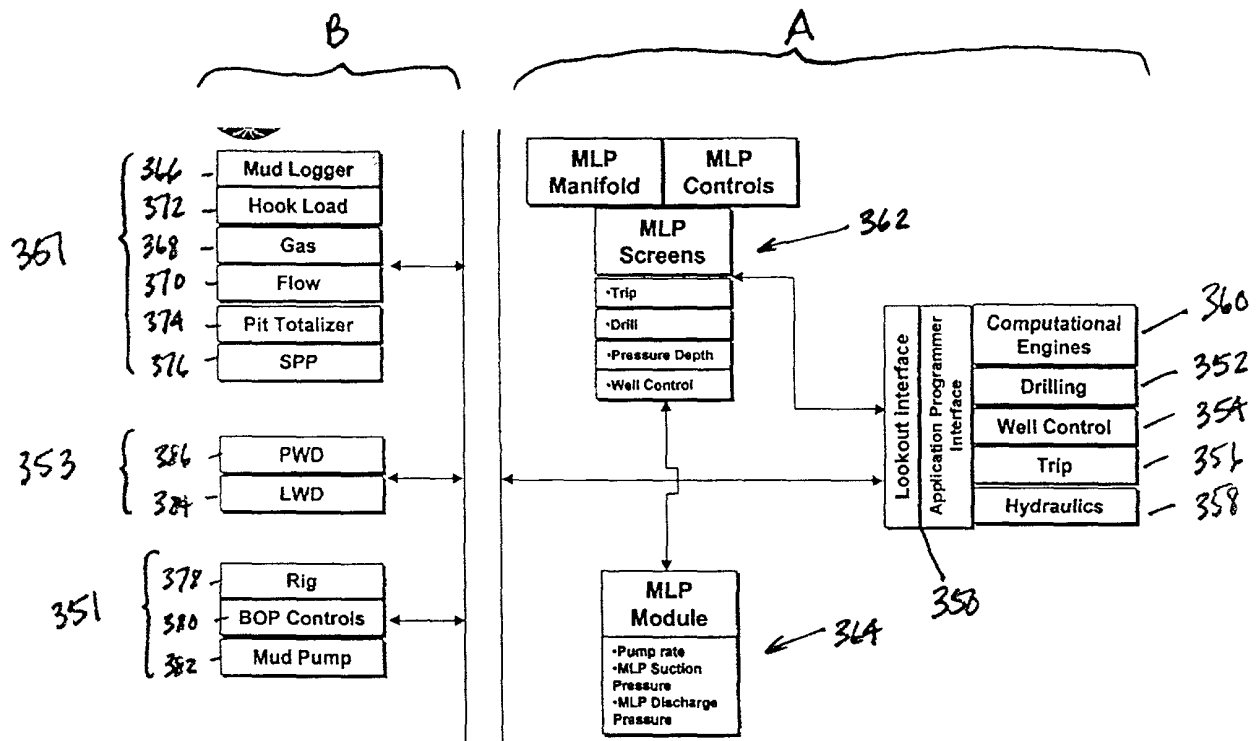 B
A
366 Mud Logger
372 Hook Load
368 Gas
370 Flow
374 Pit Totalizer
376 SPP
357
386 PWD
384 LWD
353
378 Rig
380 BOP Controls
382 Mud Pump
351
MLP Manifold
MLP Controls
MLP Screens
362
•Trip
•Drill
•Pressure Depth
•Well Control
Lookout Interface
Application Programmer Interface
350
Computational Engines
360
Drilling
352
Well Control
354
Trip
356
Hydraulics
358
MLP Module
364
•Pump rate
•MLP Suction Pressure
•MLP Discharge Pressure